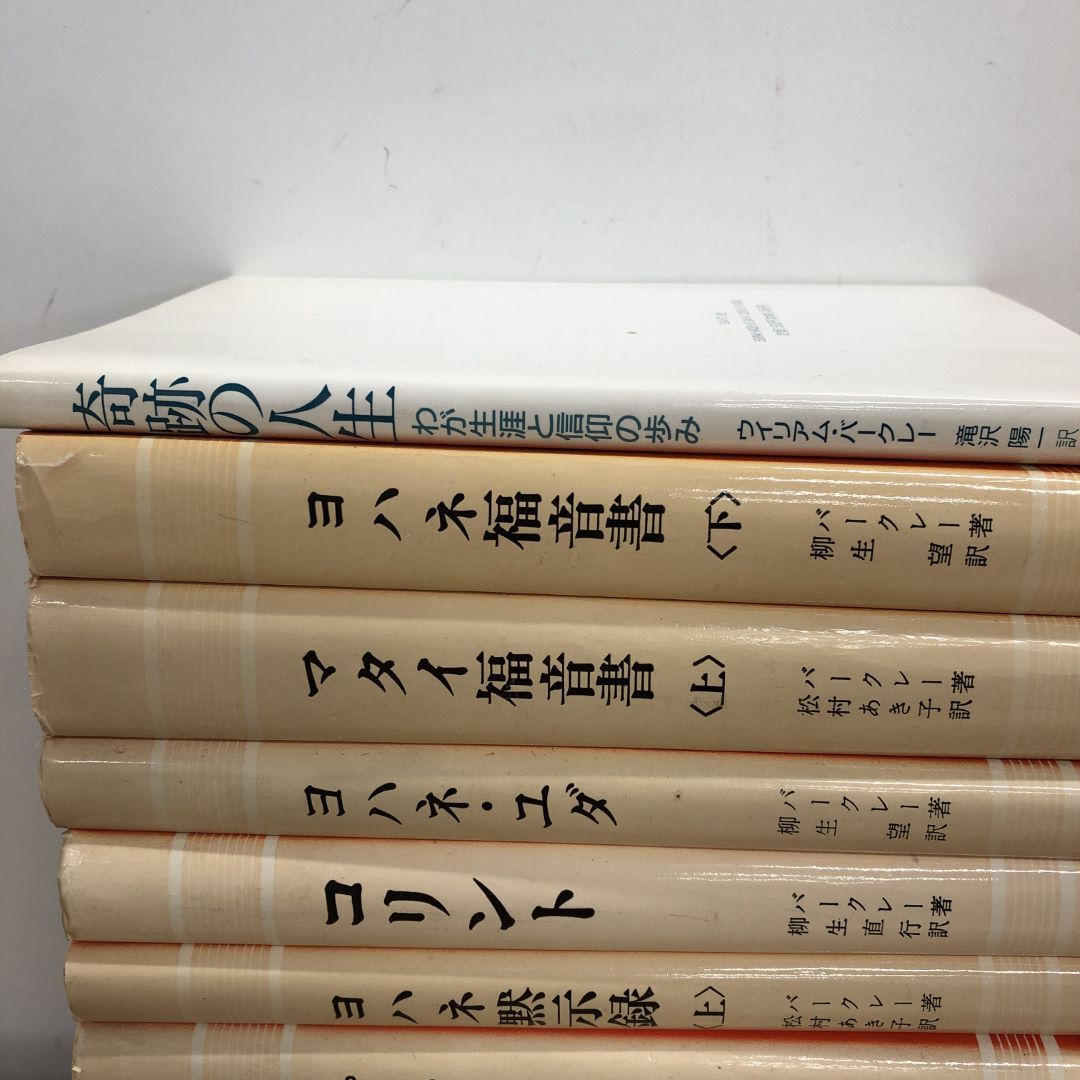 奇跡の人生 わが生涯と信仰の歩み ウイリアム・バークレー 滝沢陽一訳
ヨハネ福音書〈下〉
バークレー著
柳生望訳
マタイ福音書〈上〉
バークレー著
松村あき子訳
ヨハネ・ユダ
バークレー著
柳生望訳
コリント
バークレー著
柳生直行訳
ヨハネ黙示録〈上〉
バークレー著
松村あき子訳